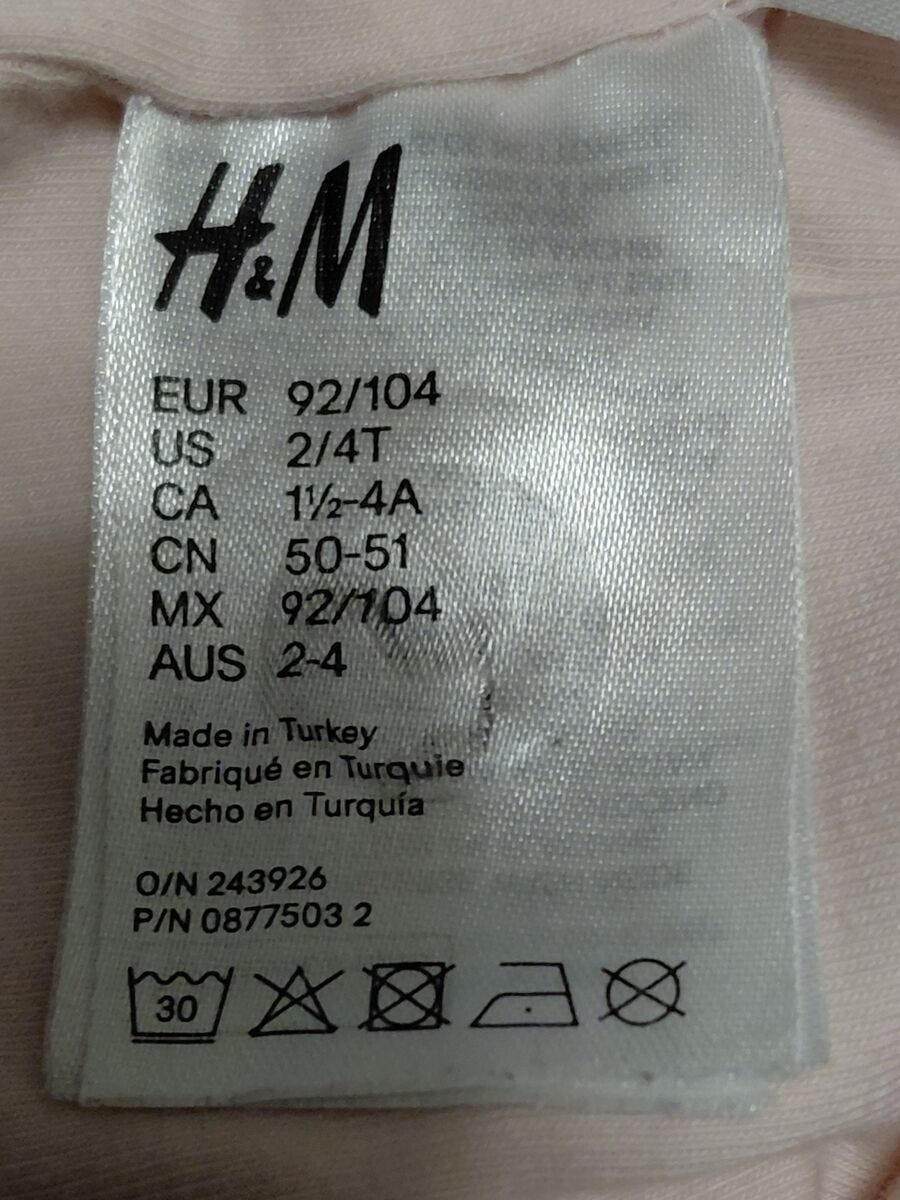 H&M
EUR 92/104
US 2/4T
CA 1½-4A
CN 50-51
MX 92/104
AUS 2-4
Made in Turkey
Fabriqué en Turquie
Hecho en Turquía
O/N 243926
P/N 0877503 2
30